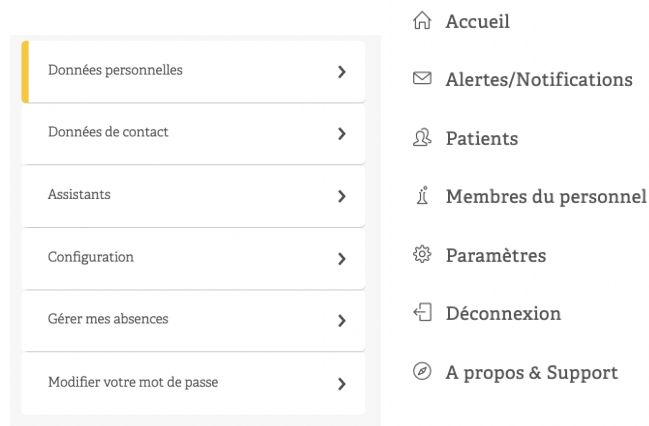 Données personnelles
Données de contact
Assistants
Configuration
Gérer mes absences
Modifier votre mot de passe
Accueil
Alertes/Notifications
Patients
Membres du personnel
Paramètres
Déconnexion
A propos & Support